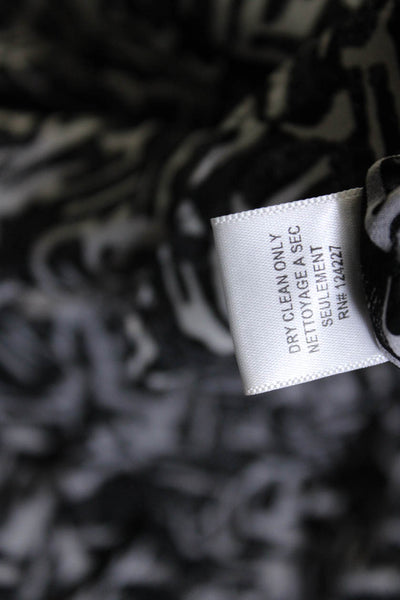 DRY CLEAN ONLY
NETTOYAGE A SEC
SEULEMENT
RN# 124227